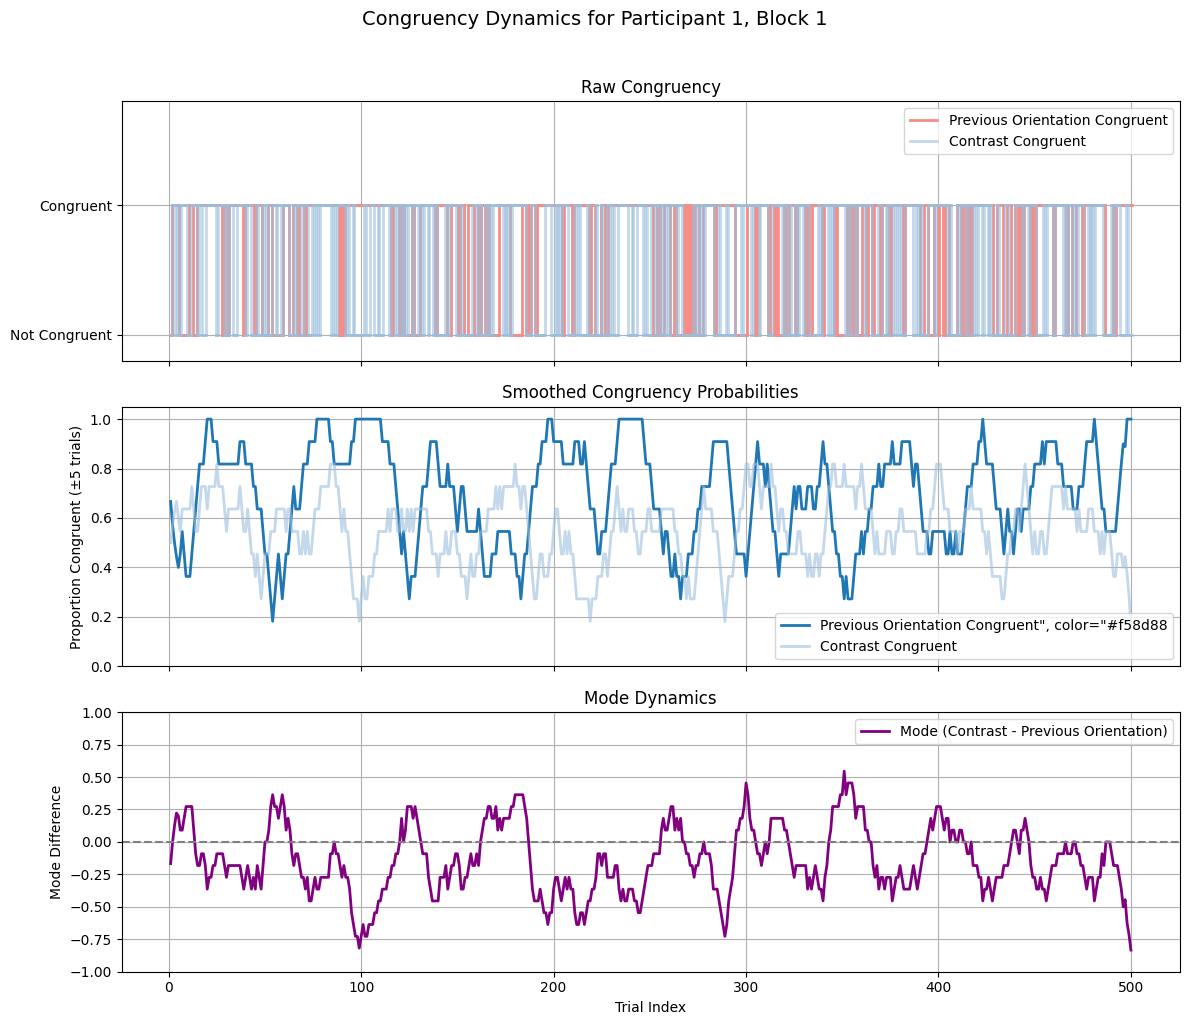 Congruency Dynamics for Participant 1, Block 1
Raw Congruency
Previous Orientation Congruent
Contrast Congruent
Congruent
Not Congruent
Smoothed Congruency Probabilities
Proportion Congruent (±5 trials)
1.0
0.8
0.6
0.4
0.2
0.0
Previous Orientation Congruent", color="#f58d88
Contrast Congruent
Mode Dynamics
Mode Difference
1.00
0.75
0.50
0.25
0.00
−0.25
−0.50
−0.75
−1.00
Mode (Contrast - Previous Orientation)
0 100 200 300 400 500
Trial Index